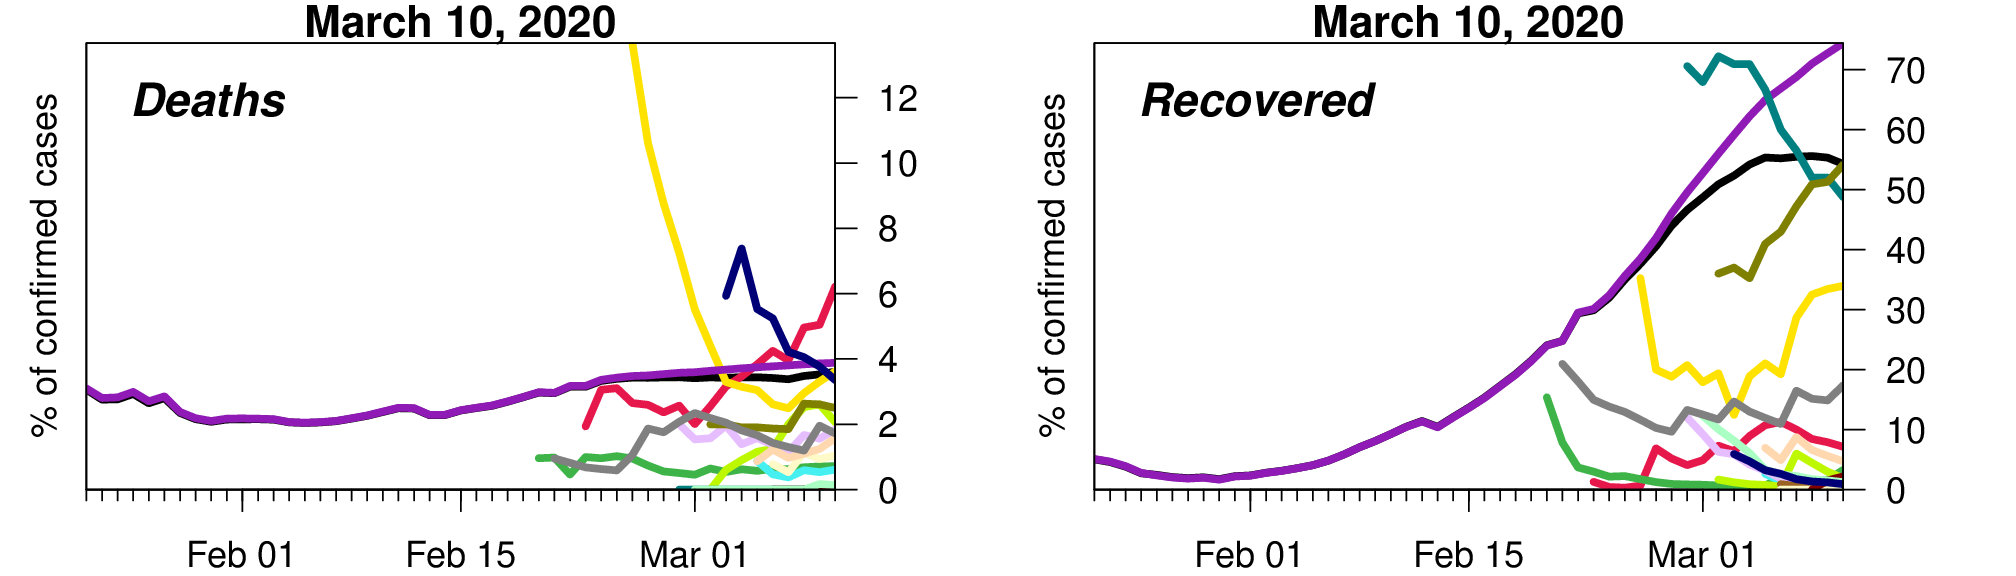 March 10, 2020
Deaths
% of confirmed cases
12
10
8
6
4
2
0
Feb 01 Feb 15 Mar 01
March 10, 2020
Recovered
% of confirmed cases
70
60
50
40
30
20
10
0
Feb 01 Feb 15 Mar 01